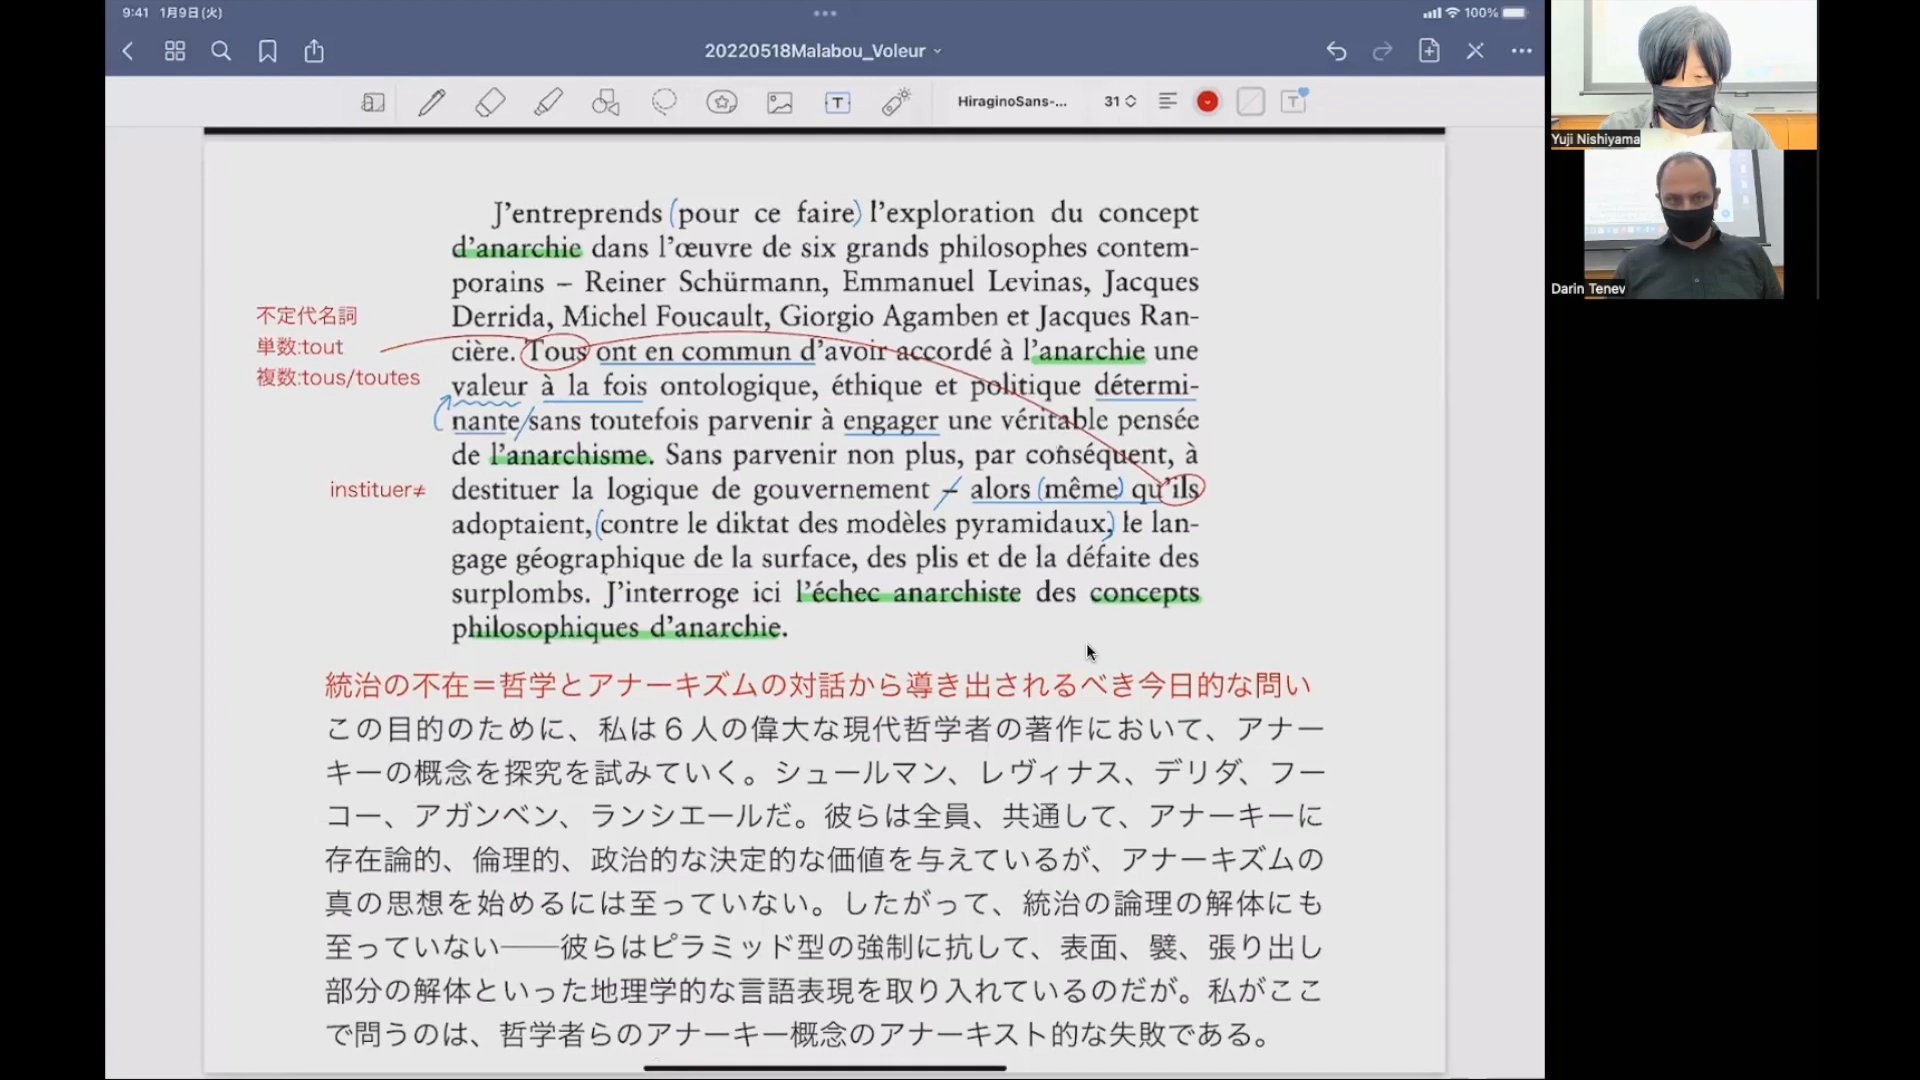 9:41 1月9日(火)
100%
20220518Malabou_Voleur
HiraginoSans-...
31
J'entreprends (pour ce faire) l'exploration du concept
d'anarchie dans l'œuvre de six grands philosophes contem-
porains – Reiner Schürmann, Emmanuel Levinas, Jacques
Derrida, Michel Foucault, Giorgio Agamben et Jacques Ran-
cière. Tous ont en commun d'avoir accordé à l'anarchie une
valeur à la fois ontologique, éthique et politique détermi-
nante/sans toutefois parvenir à engager une véritable pensée
de l'anarchisme. Sans parvenir non plus, par conséquent, à
destituer la logique de gouvernement – alors (même) qu'ils
adoptaient, (contre le diktat des modèles pyramidaux,) le lan-
gage géographique de la surface, des plis et de la défaite des
surplombs. J'interroge ici l'échec anarchiste des concepts
philosophiques d'anarchie.
不定代名詞
単数:tout
複数:tous/toutes
instituer≠
統治の不在＝哲学とアナーキズムの対話から導き出されるべき今日的な問い
この目的のために、私は６人の偉大な現代哲学者の著作において、アナー
キーの概念を探究を試みていく。シュールマン、レヴィナス、デリダ、フー
コー、アガンベン、ランシエールだ。彼らは全員、共通して、アナーキーに
存在論的、倫理的、政治的な決定的な価値を与えているが、アナーキズムの
真の思想を始めるには至っていない。したがって、統治の論理の解体にも
至っていない――彼らはピラミッド型の強制に抗して、表面、襞、張り出し
部分の解体といった地理学的な言語表現を取り入れているのだが。私がここ
で問うのは、哲学者らのアナーキー概念のアナーキスト的な失敗である。
Yuji Nishiyama
Darin Tenev